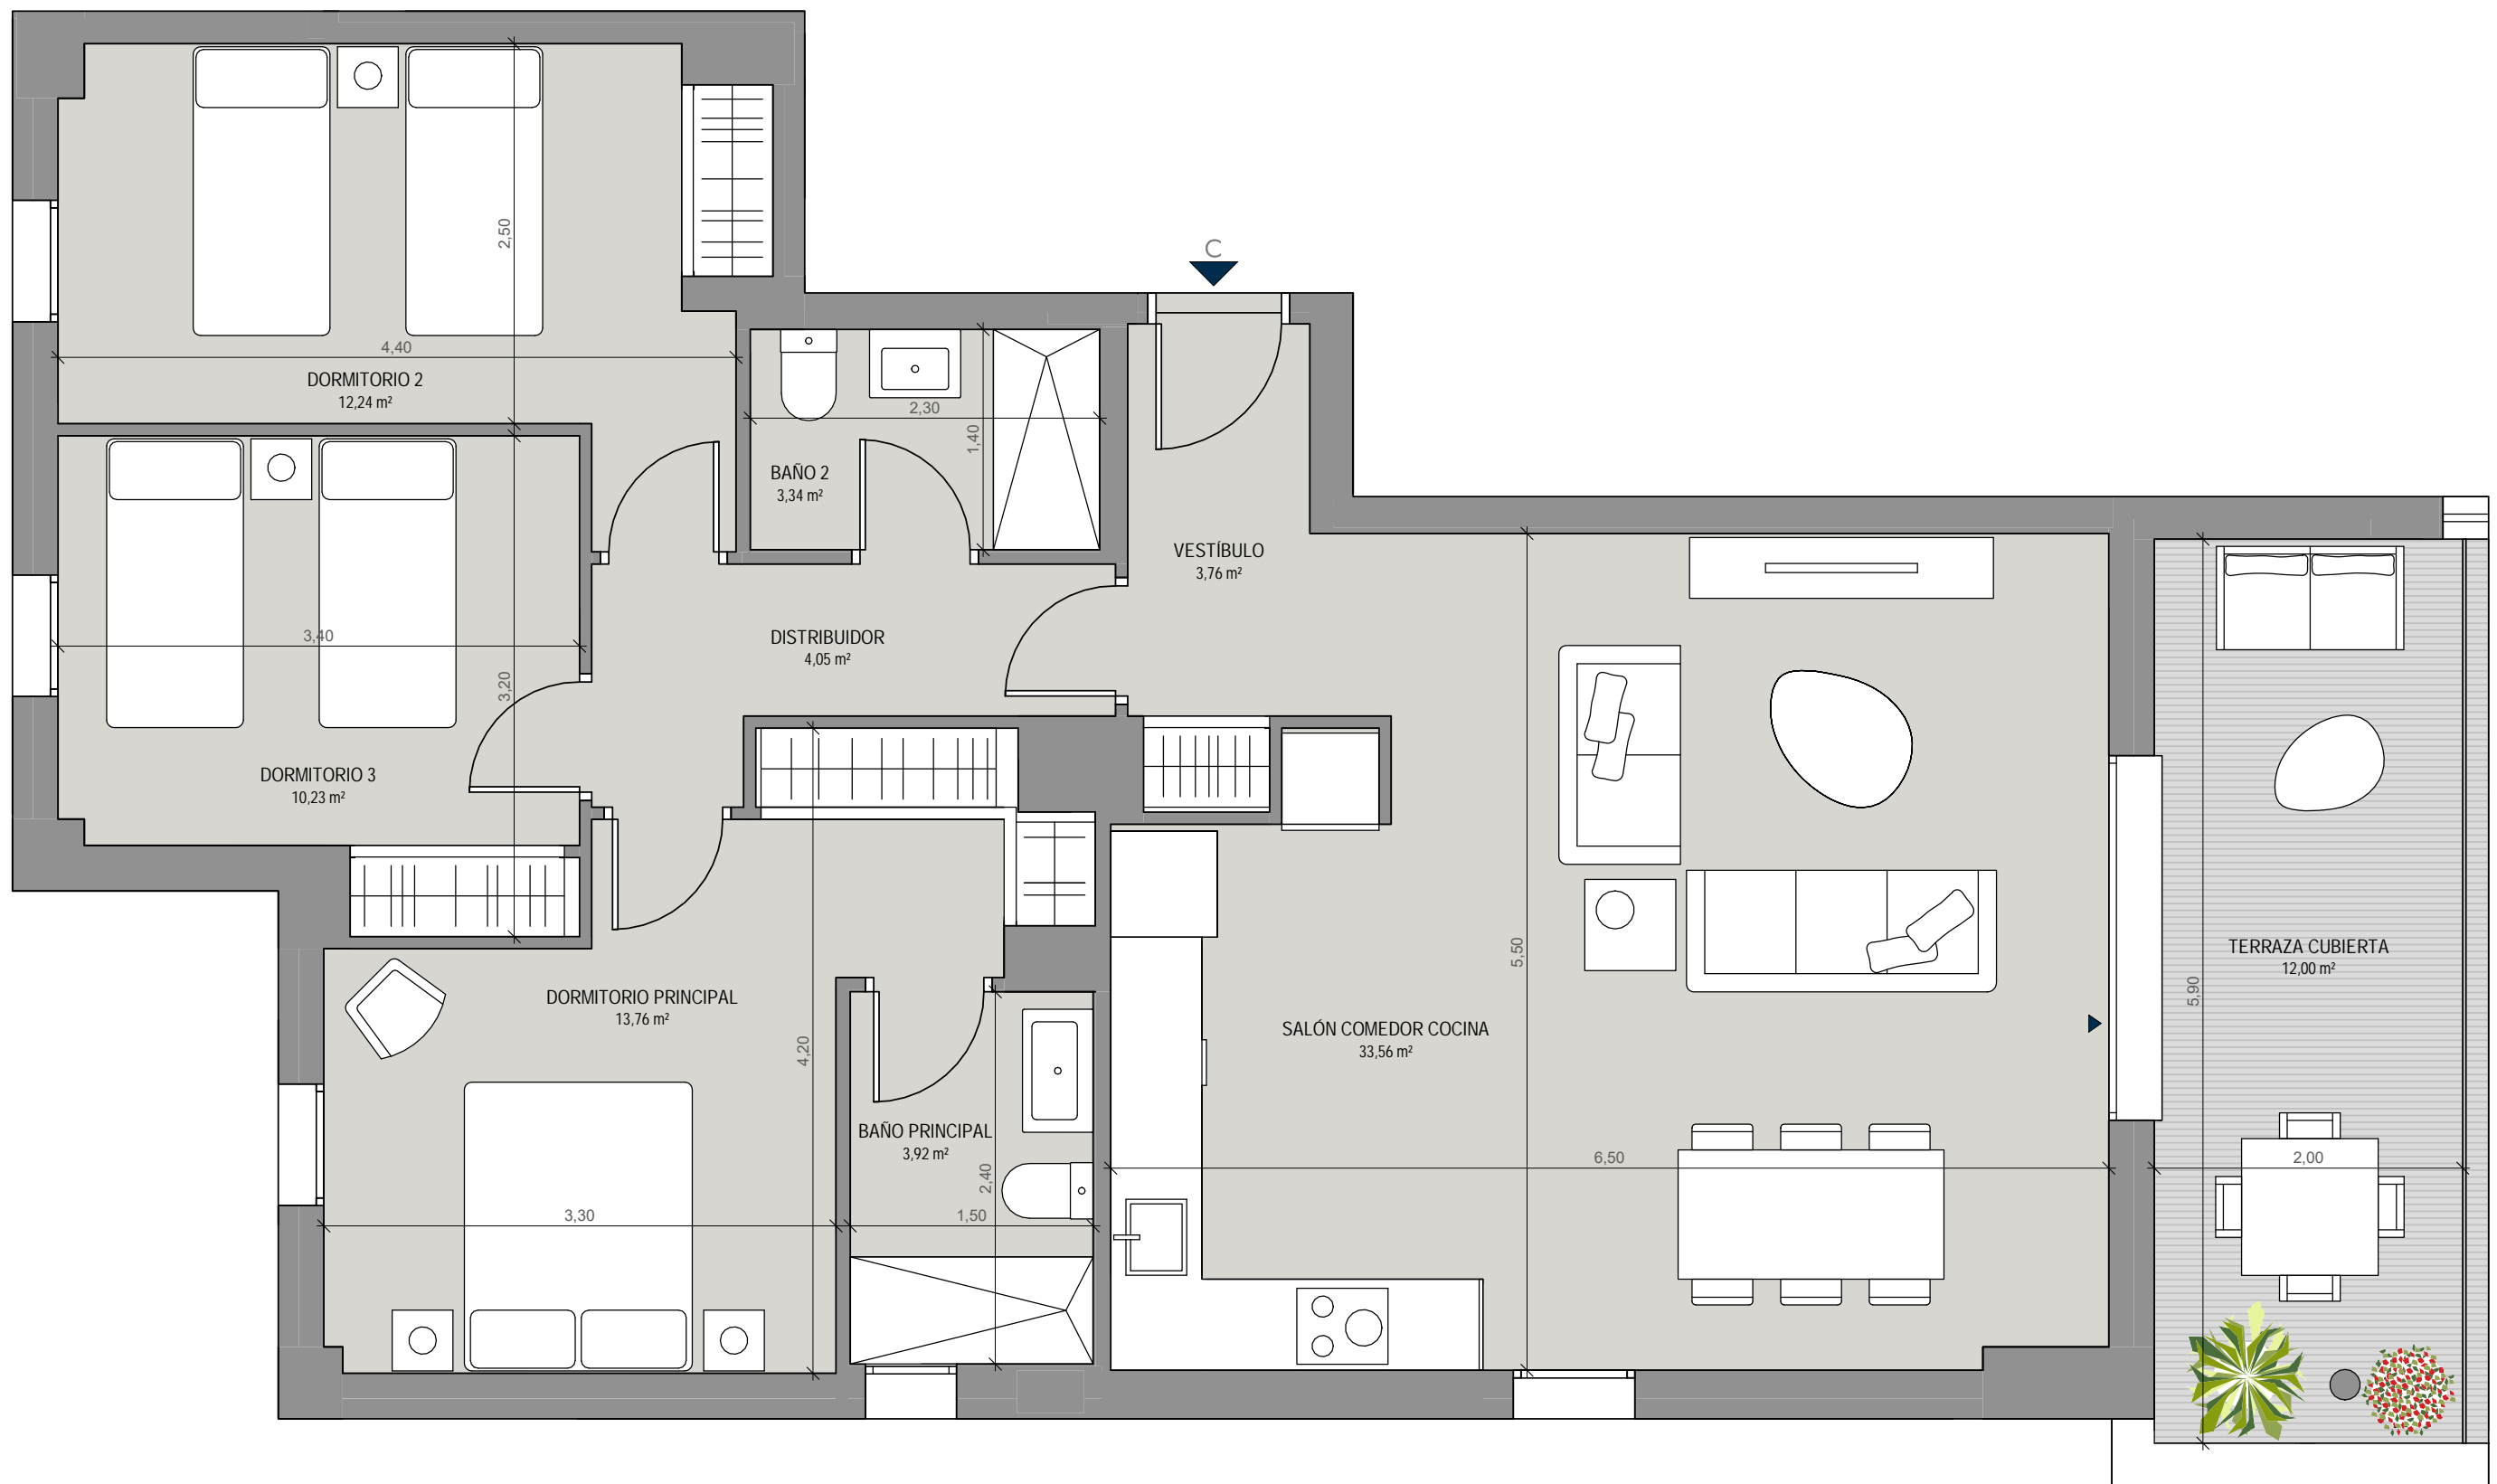 C
2,50
4,40
DORMITORIO 2
12,24 m²
2,30
1,40
BAÑO 2
3,34 m²
VESTÍBULO
3,76 m²
3,40
DISTRIBUIDOR
4,05 m²
3,20
DORMITORIO 3
10,23 m²
DORMITORIO PRINCIPAL
13,76 m²
4,20
BAÑO PRINCIPAL
3,92 m²
2,40
3,30
1,50
5,50
SALÓN COMEDOR COCINA
33,56 m²
6,50
TERRAZA CUBIERTA
12,00 m²
5,90
2,00